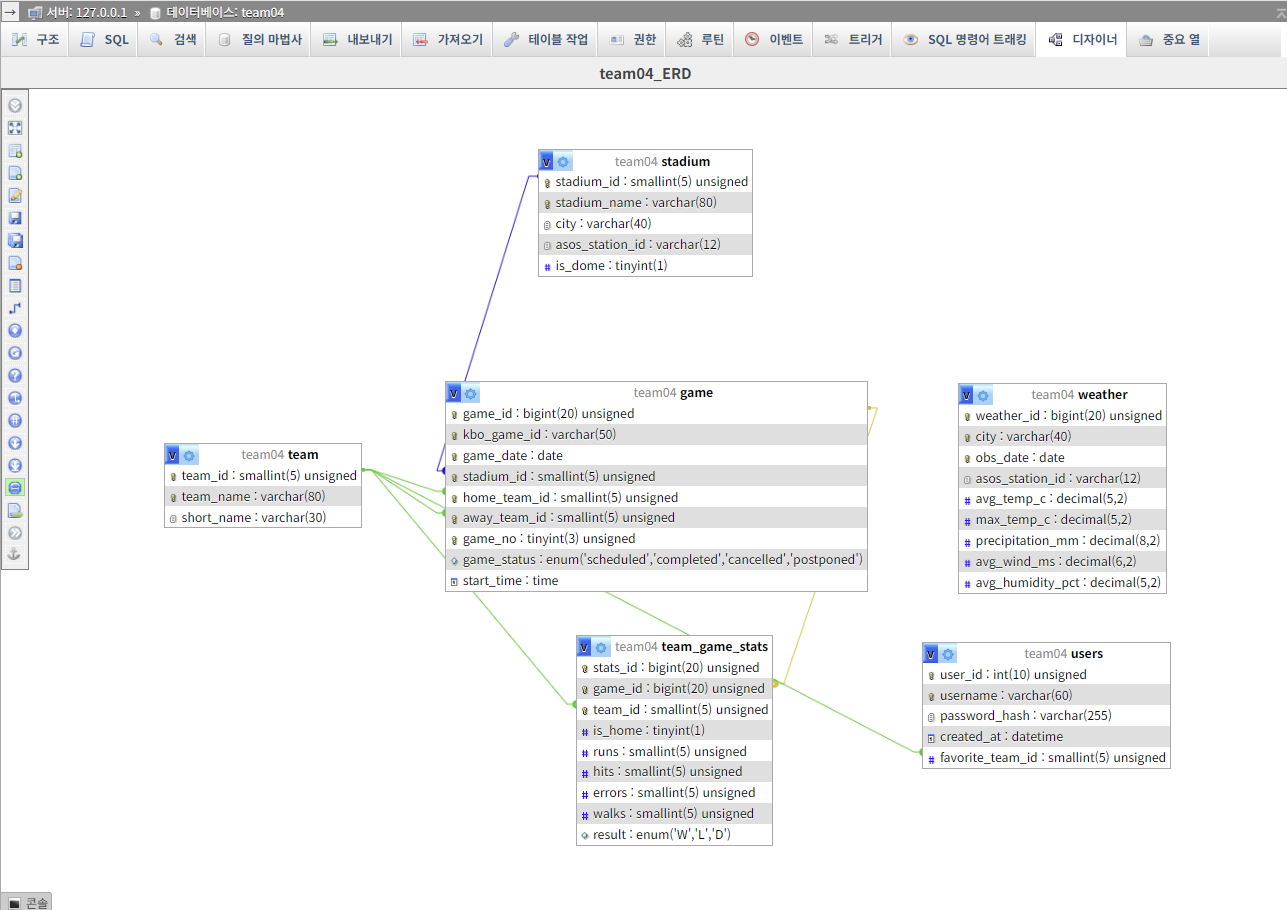 서버: 127.0.0.1 » 데이터베이스: team04
구조 SQL 검색 질의 마법사 내보내기 가져오기 테이블 작업 권한 루틴 이벤트 트리거 SQL 명령어 트래킹 디자이너 중요 열
team04_ERD
team04 stadium
stadium_id : smallint(5) unsigned
stadium_name : varchar(80)
city : varchar(40)
asos_station_id : varchar(12)
is_dome : tinyint(1)
team04 game
game_id : bigint(20) unsigned
kbo_game_id : varchar(50)
game_date : date
stadium_id : smallint(5) unsigned
home_team_id : smallint(5) unsigned
away_team_id : smallint(5) unsigned
game_no : tinyint(3) unsigned
game_status : enum('scheduled','completed','cancelled','postponed')
start_time : time
team04 weather
weather_id : bigint(20) unsigned
city : varchar(40)
obs_date : date
asos_station_id : varchar(12)
avg_temp_c : decimal(5,2)
max_temp_c : decimal(5,2)
precipitation_mm : decimal(8,2)
avg_wind_ms : decimal(6,2)
avg_humidity_pct : decimal(5,2)
team04 team
team_id : smallint(5) unsigned
team_name : varchar(80)
short_name : varchar(30)
team04 team_game_stats
stats_id : bigint(20) unsigned
game_id : bigint(20) unsigned
team_id : smallint(5) unsigned
is_home : tinyint(1)
runs : smallint(5) unsigned
hits : smallint(5) unsigned
errors : smallint(5) unsigned
walks : smallint(5) unsigned
result : enum('W','L','D')
team04 users
user_id : int(10) unsigned
username : varchar(60)
password_hash : varchar(255)
created_at : datetime
favorite_team_id : smallint(5) unsigned
콘솔